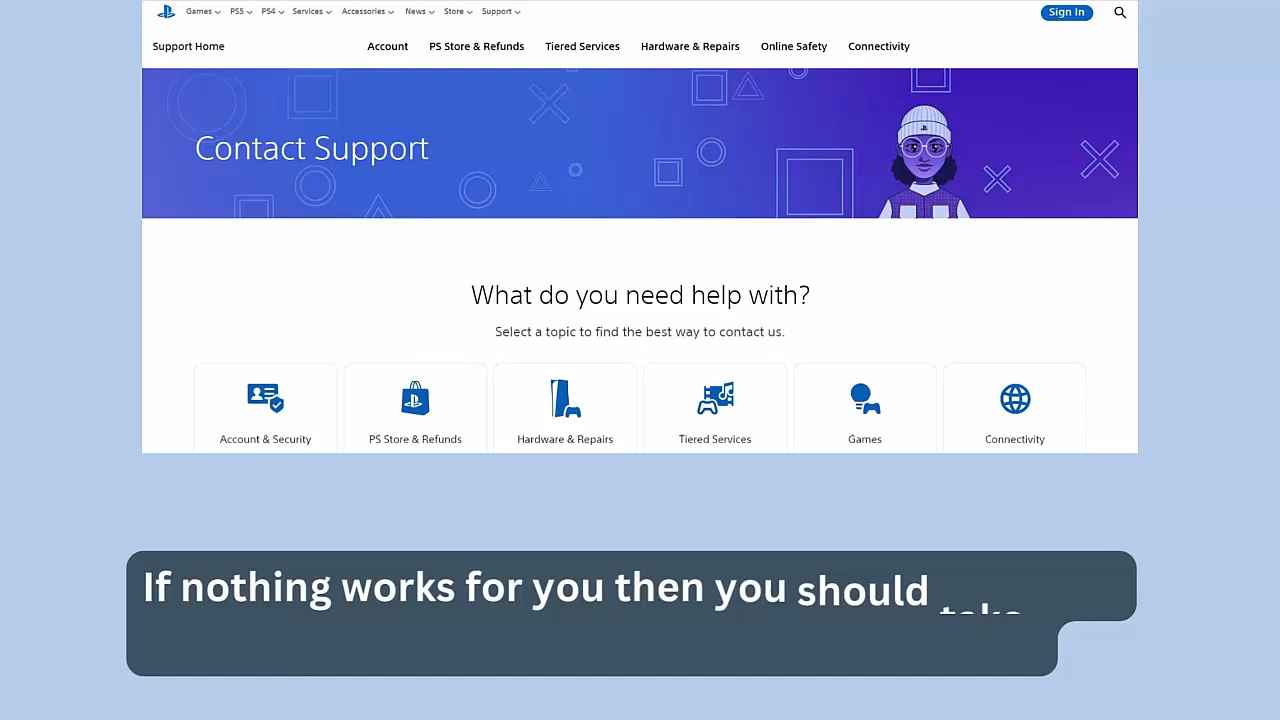 Games PS5 PS4 Services Accessories News Store Support Sign In
Support Home Account PS Store & Refunds Tiered Services Hardware & Repairs Online Safety Connectivity
Contact Support
What do you need help with?
Select a topic to find the best way to contact us.
Account & Security PS Store & Refunds Hardware & Repairs Tiered Services Games Connectivity
If nothing works for you then you should